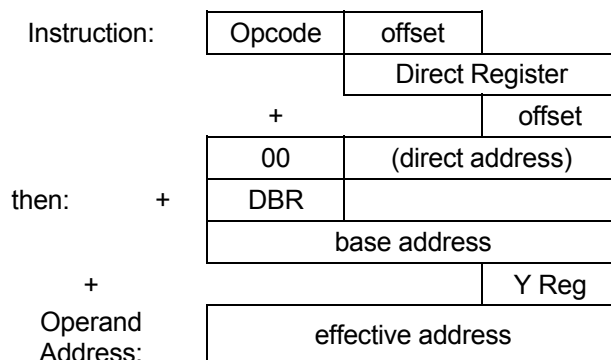 Instruction: Opcode offset
Direct Register
+ offset
00 (direct address)
then: + DBR
base address
+ Y Reg
Operand
Address: effective address